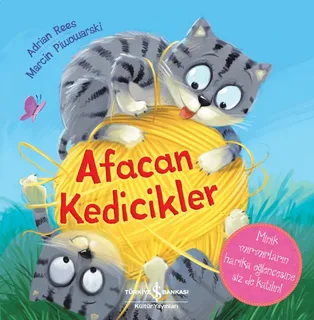 Adrian Rees
Marcin Piwowarski
Afacan
Kedicikler
Minik
mırmırların
harika eğlencesine
siz de katılın!
TÜRKİYE İŞ BANKASI
Kültür Yayınları